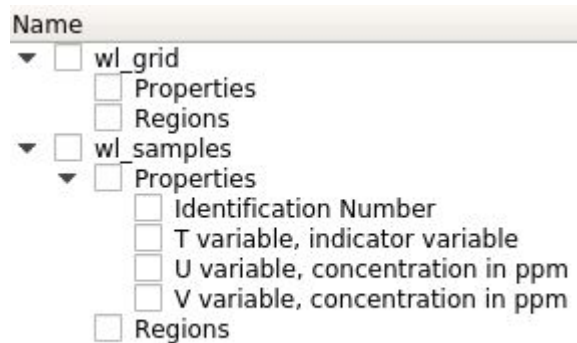 Name
wl_grid
Properties
Regions
wl_samples
Properties
Identification Number
T variable, indicator variable
U variable, concentration in ppm
V variable, concentration in ppm
Regions